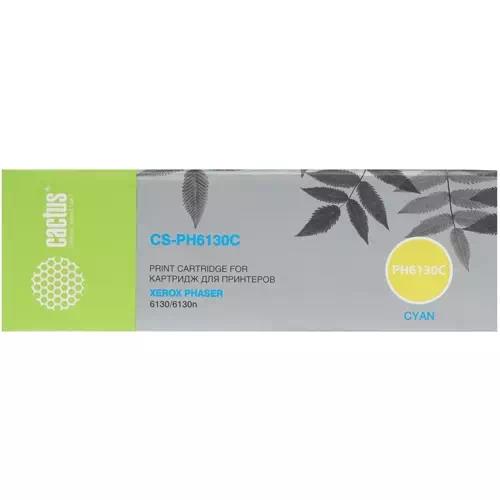 cactus
CS-PH6130C
PRINT CARTRIDGE FOR
КАРТРИДЖ ДЛЯ ПРИНТЕРОВ
XEROX PHASER
6130/6130n
PH6130C
CYAN